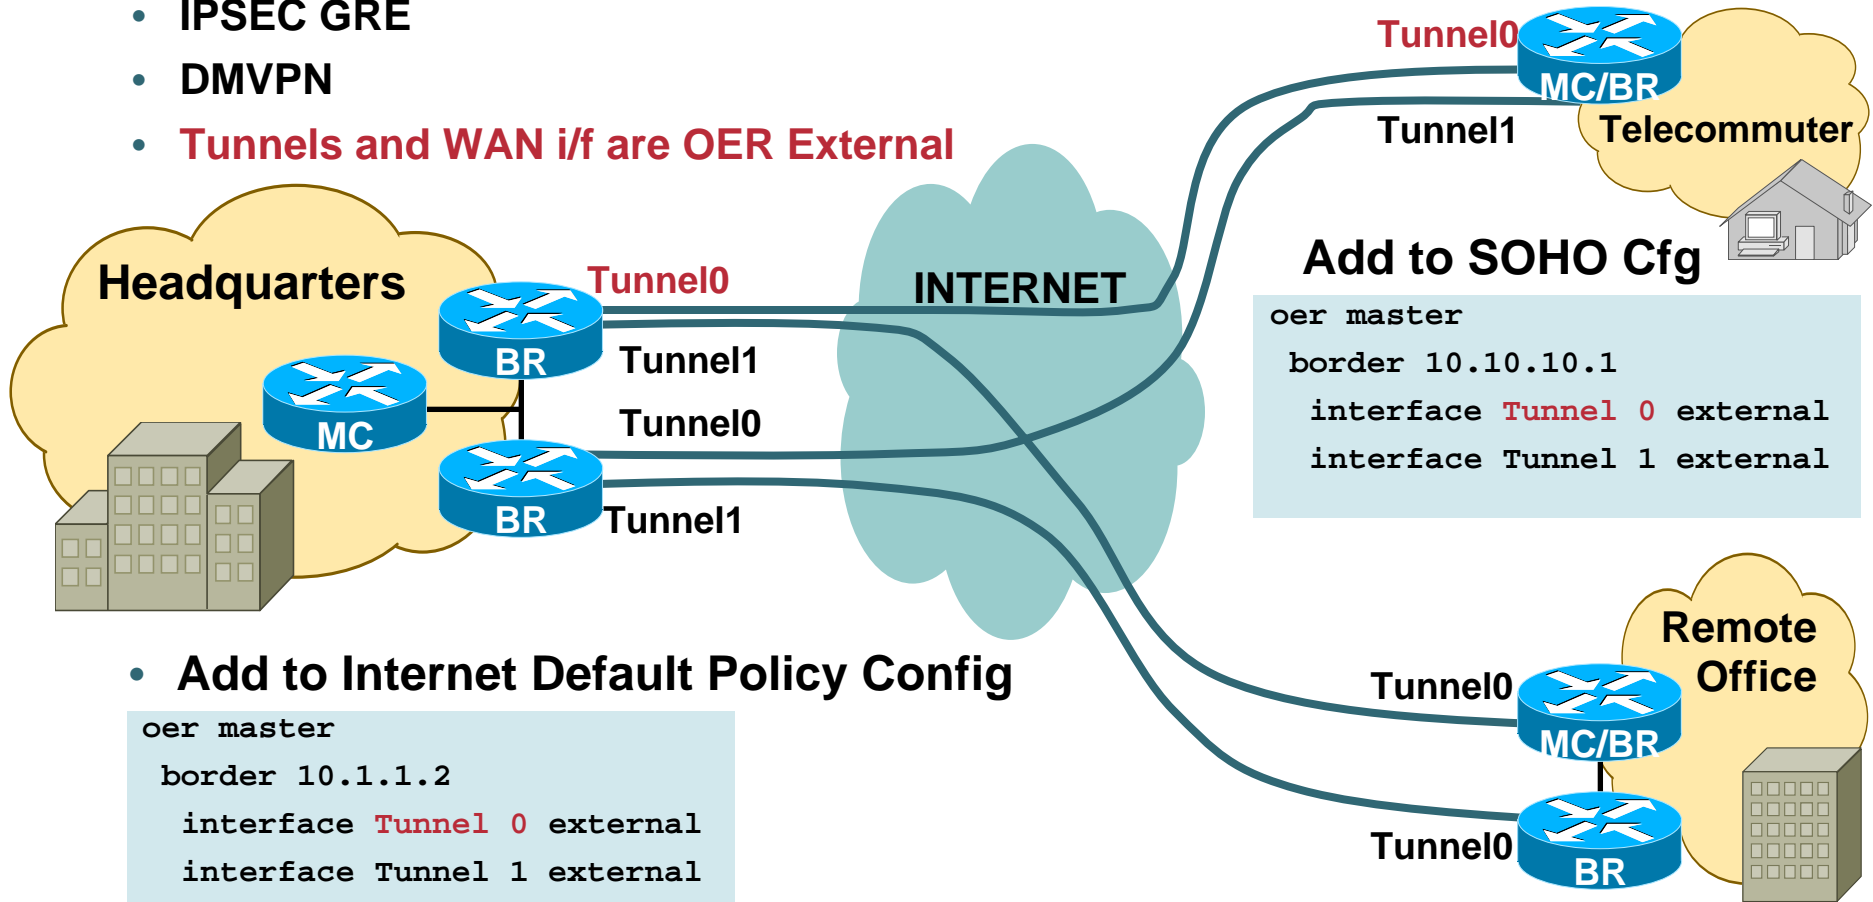 • IPSEC GRE
• DMVPN
• Tunnels and WAN i/f are OER External
Tunnel0
MC/BR
Tunnel1
Telecommuter
Headquarters
Tunnel0
BR
Tunnel1
MC
Tunnel0
BR
Tunnel1
INTERNET
Add to SOHO Cfg
oer master
border 10.10.10.1
interface Tunnel 0 external
interface Tunnel 1 external
Remote
Office
Tunnel0
MC/BR
Tunnel0
BR
• Add to Internet Default Policy Config
oer master
border 10.1.1.2
interface Tunnel 0 external
interface Tunnel 1 external